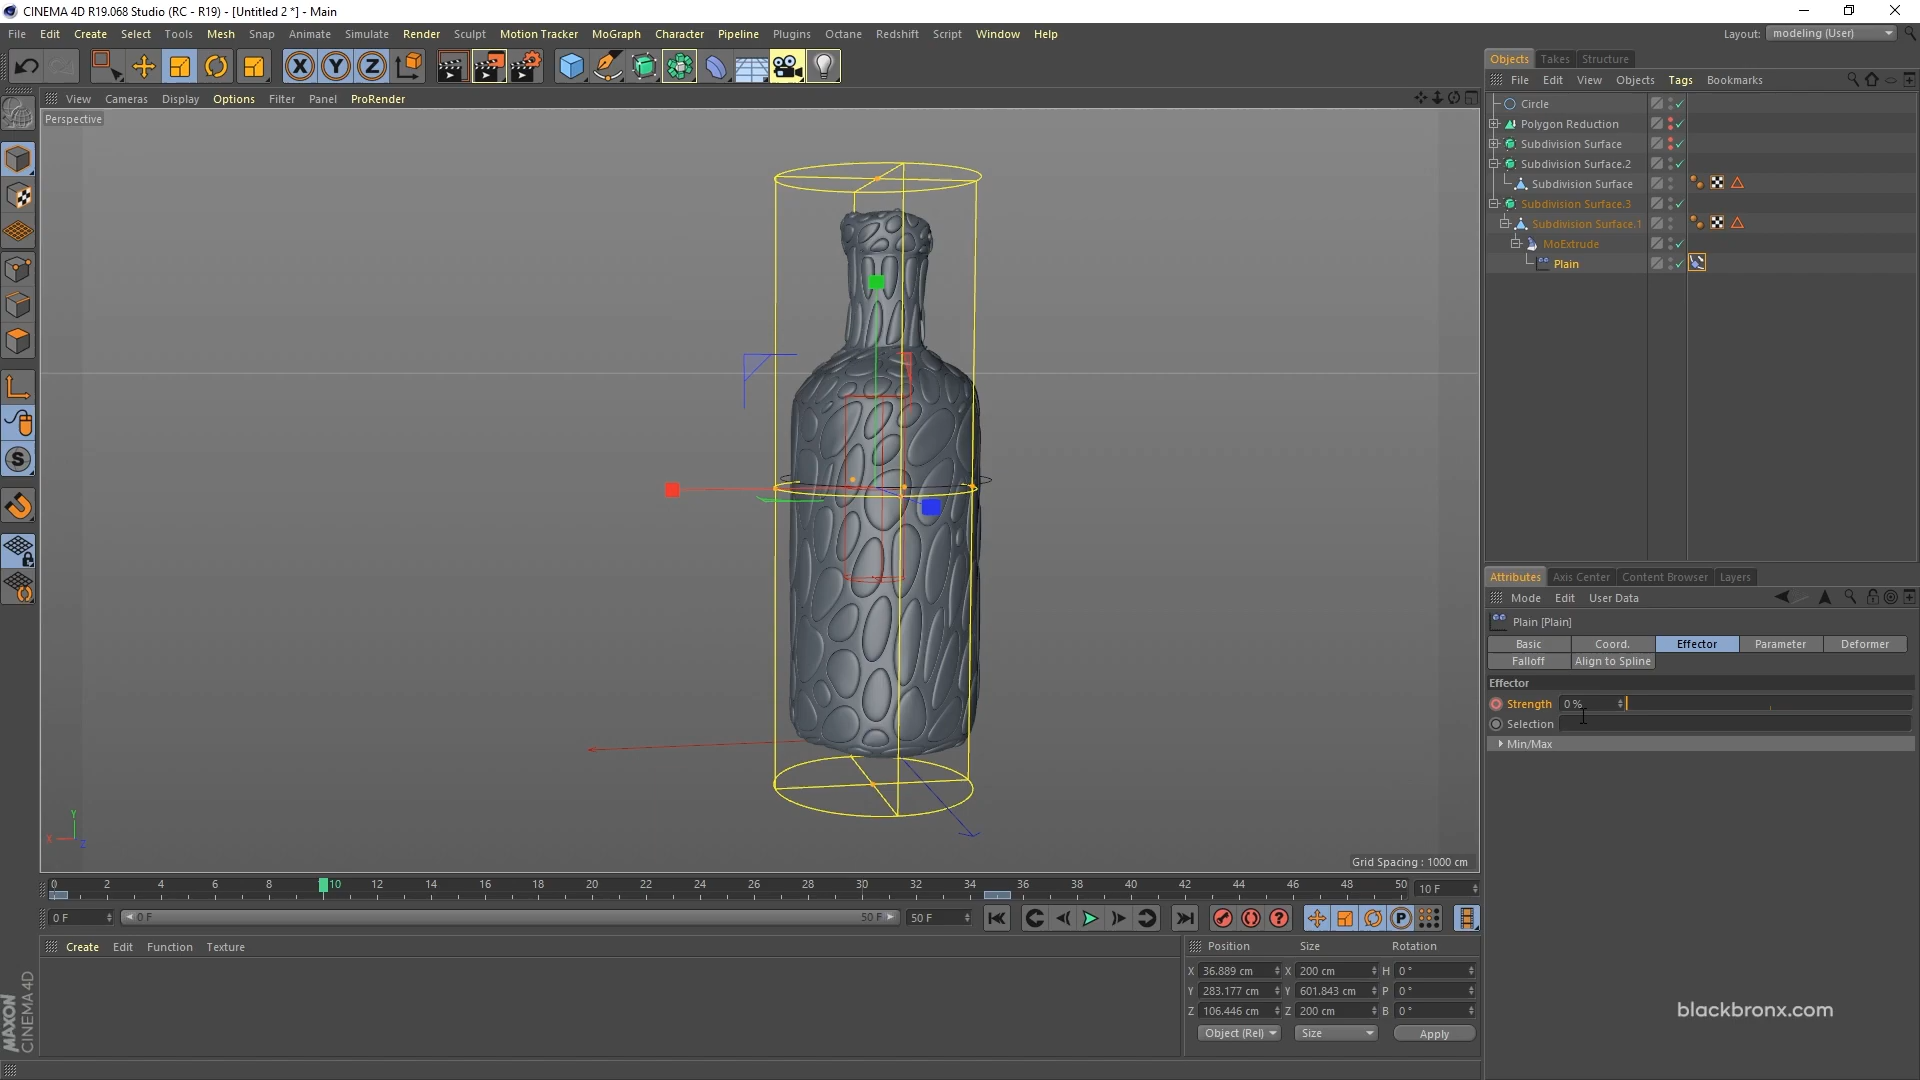 CINEMA 4D R19.068 Studio (RC - R19) - [Untitled 2 *] - Main
File Edit Create Select Tools Mesh Snap Animate Simulate Render Sculpt Motion Tracker MoGraph Character Pipeline Plugins Octane Redshift Script Window Help
Layout: modeling (User)
X Y Z
Objects Takes Structure
File Edit View Objects Tags Bookmarks
View Cameras Display Options Filter Panel ProRender
Perspective
Circle
Polygon Reduction
Subdivision Surface
Subdivision Surface.2
Subdivision Surface
Subdivision Surface.3
Subdivision Surface.1
MoExtrude
Plain
Attributes Axis Center Content Browser Layers
Mode Edit User Data
Plain [Plain]
Basic Coord. Effector Parameter Deformer
Falloff Align to Spline
Effector
Strength 0 %
Selection
Min/Max
S
Y
X Z
Grid Spacing : 1000 cm
0 2 4 6 8 10 12 14 16 18 20 22 24 26 28 30 32 34 36 38 40 42 44 46 48 50 10 F
0 F 0 F 50 F 50 F
P
Create Edit Function Texture
Position Size Rotation
X 36.889 cm X 200 cm H 0 °
Y 283.177 cm Y 601.843 cm P 0 °
Z 106.446 cm Z 200 cm B 0 °
Object (Rel) Size Apply
MAXON
CINEMA 4D
blackbronx.com